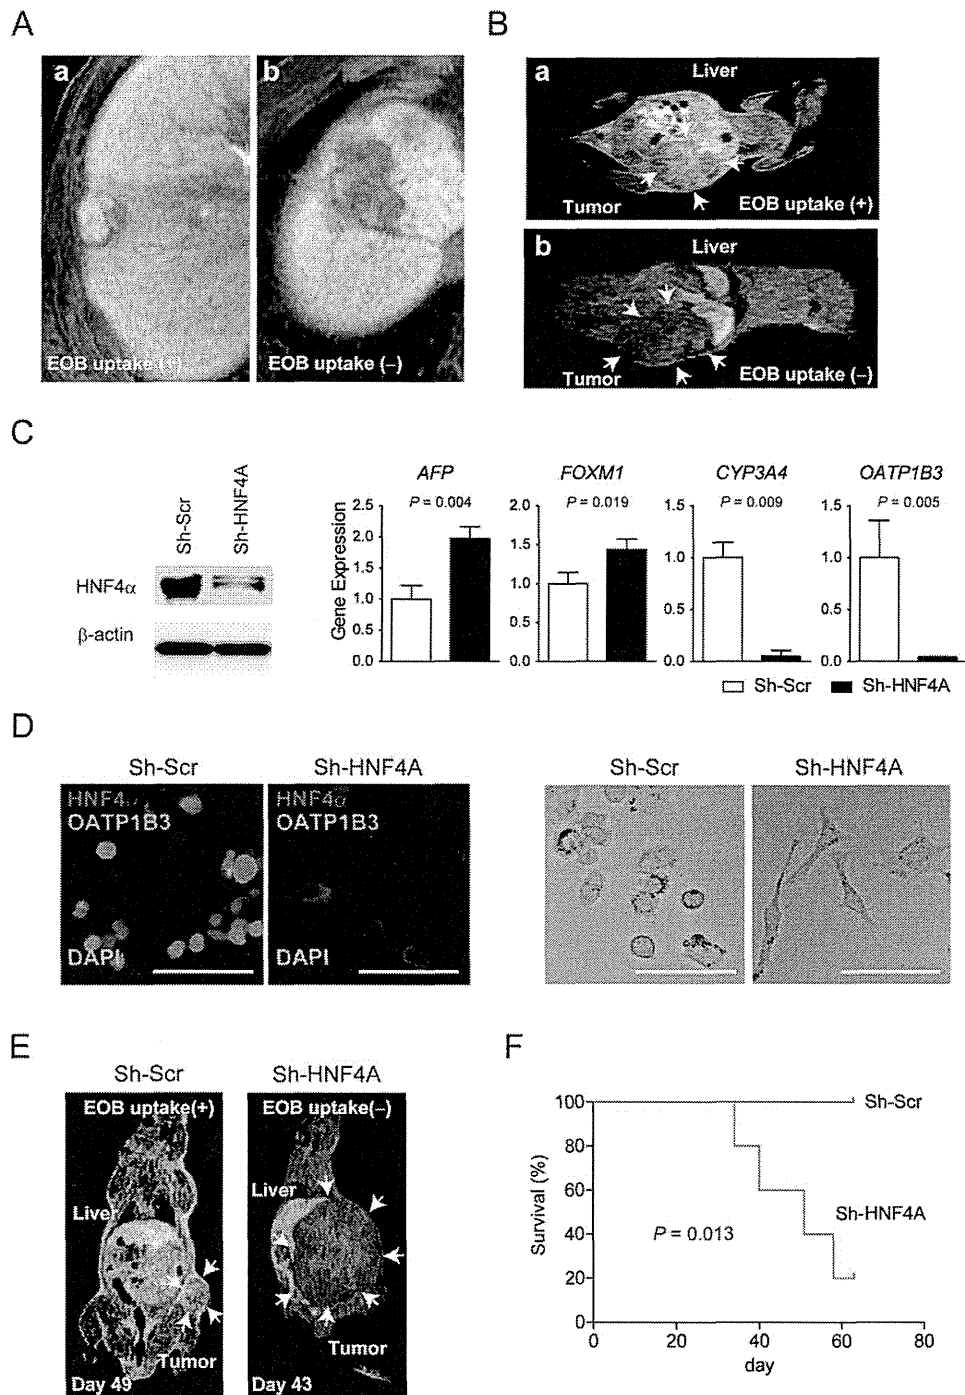 A
a
b
EOB uptake (+)
EOB uptake (–)
B
a
Liver
Tumor
EOB uptake (+)
b
Liver
Tumor
EOB uptake (–)
C
Sh-Scr
Sh-HNF4A
HNF4α
β-actin
Gene Expression
AFP
P = 0.004
2.5
2.0
1.5
1.0
0.5
0.0
FOXM1
P = 0.019
2.0
1.5
1.0
0.5
0.0
CYP3A4
P = 0.009
1.5
1.0
0.5
0.0
OATP1B3
P = 0.005
1.5
1.0
0.5
0.0
Sh-Scr
Sh-HNF4A
D
Sh-Scr
HNF4α
OATP1B3
DAPI
Sh-HNF4A
HNF4α
OATP1B3
DAPI
Sh-Scr
Sh-HNF4A
E
Sh-Scr
EOB uptake(+)
Liver
Tumor
Day 49
Sh-HNF4A
EOB uptake(–)
Liver
Tumor
Day 43
F
Survival (%)
100
80
60
40
20
Sh-Scr
Sh-HNF4A
P = 0.013
0 20 40 60 80
day